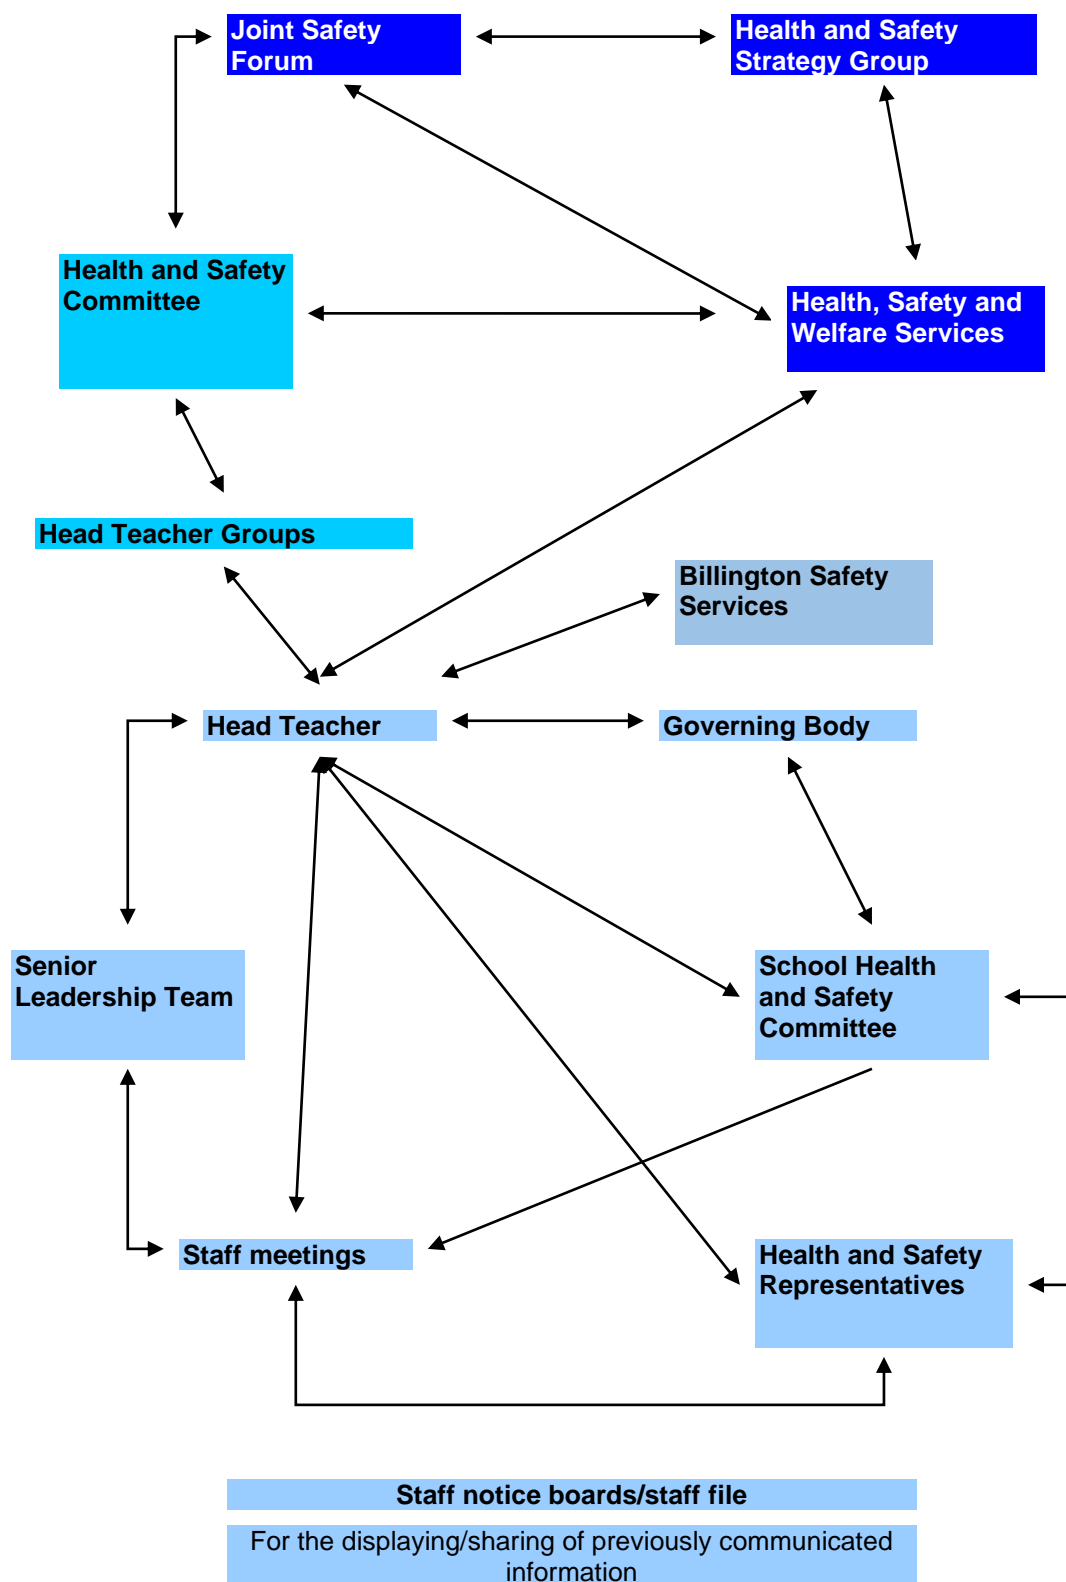 Joint Safety
Forum
Health and Safety
Strategy Group
Health and Safety
Committee
Health, Safety and
Welfare Services
Head Teacher Groups
Billington Safety
Services
Head Teacher
Governing Body
Senior
Leadership Team
School Health
and Safety
Committee
Staff meetings
Health and Safety
Representatives
Staff notice boards/staff file
For the displaying/sharing of previously communicated
information